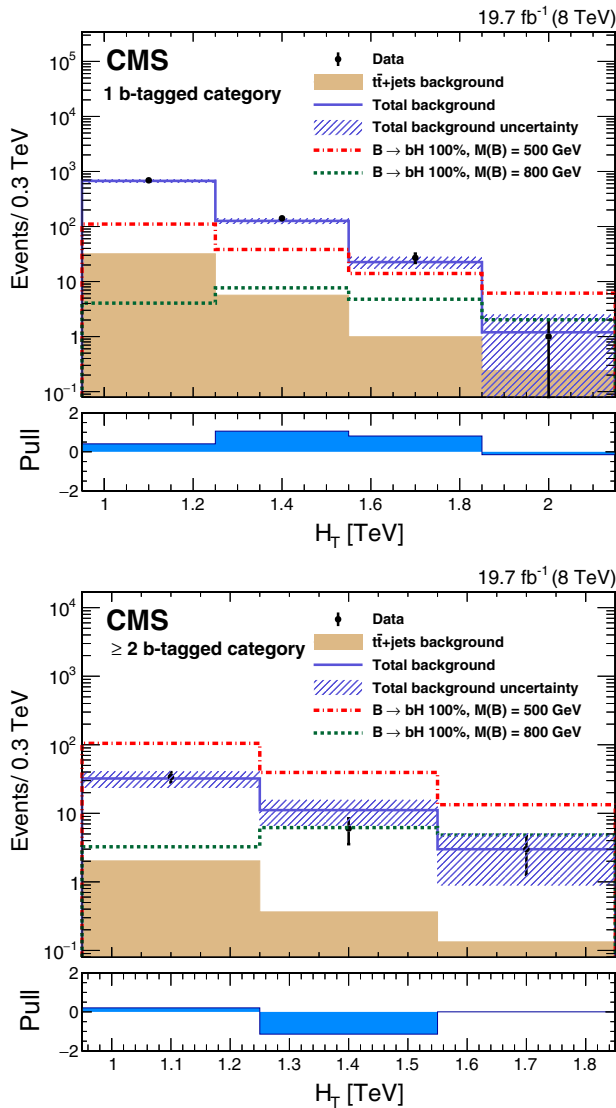 19.7 fb⁻¹ (8 TeV)
CMS
1 b-tagged category
Data
tt̄+jets background
Total background
Total background uncertainty
B → bH 100%, M(B) = 500 GeV
B → bH 100%, M(B) = 800 GeV
Events/ 0.3 TeV
10⁵
10⁴
10³
10²
10
1
10⁻¹
Pull
2
0
−2
1 1.2 1.4 1.6 1.8 2
H_T [TeV]
19.7 fb⁻¹ (8 TeV)
CMS
≥ 2 b-tagged category
Data
tt̄+jets background
Total background
Total background uncertainty
B → bH 100%, M(B) = 500 GeV
B → bH 100%, M(B) = 800 GeV
Events/ 0.3 TeV
10⁴
10³
10²
10
1
10⁻¹
Pull
2
0
−2
1 1.1 1.2 1.3 1.4 1.5 1.6 1.7 1.8
H_T [TeV]